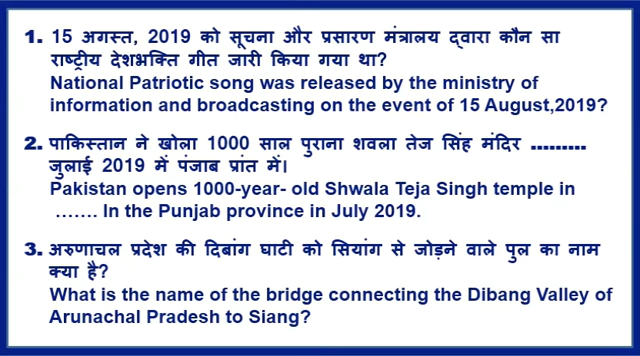 1. 15 अगस्त, 2019 को सूचना और प्रसारण मंत्रालय द्वारा कौन सा
राष्ट्रीय देशभक्ति गीत जारी किया गया था?
National Patriotic song was released by the ministry of
information and broadcasting on the event of 15 August,2019?
2. पाकिस्तान ने खोला 1000 साल पुराना शवला तेज सिंह मंदिर .........
जुलाई 2019 में पंजाब प्रांत में।
Pakistan opens 1000-year- old Shwala Teja Singh temple in
....... In the Punjab province in July 2019.
3. अरुणाचल प्रदेश की दिबांग घाटी को सियांग से जोड़ने वाले पुल का नाम
क्या है?
What is the name of the bridge connecting the Dibang Valley of
Arunachal Pradesh to Siang?